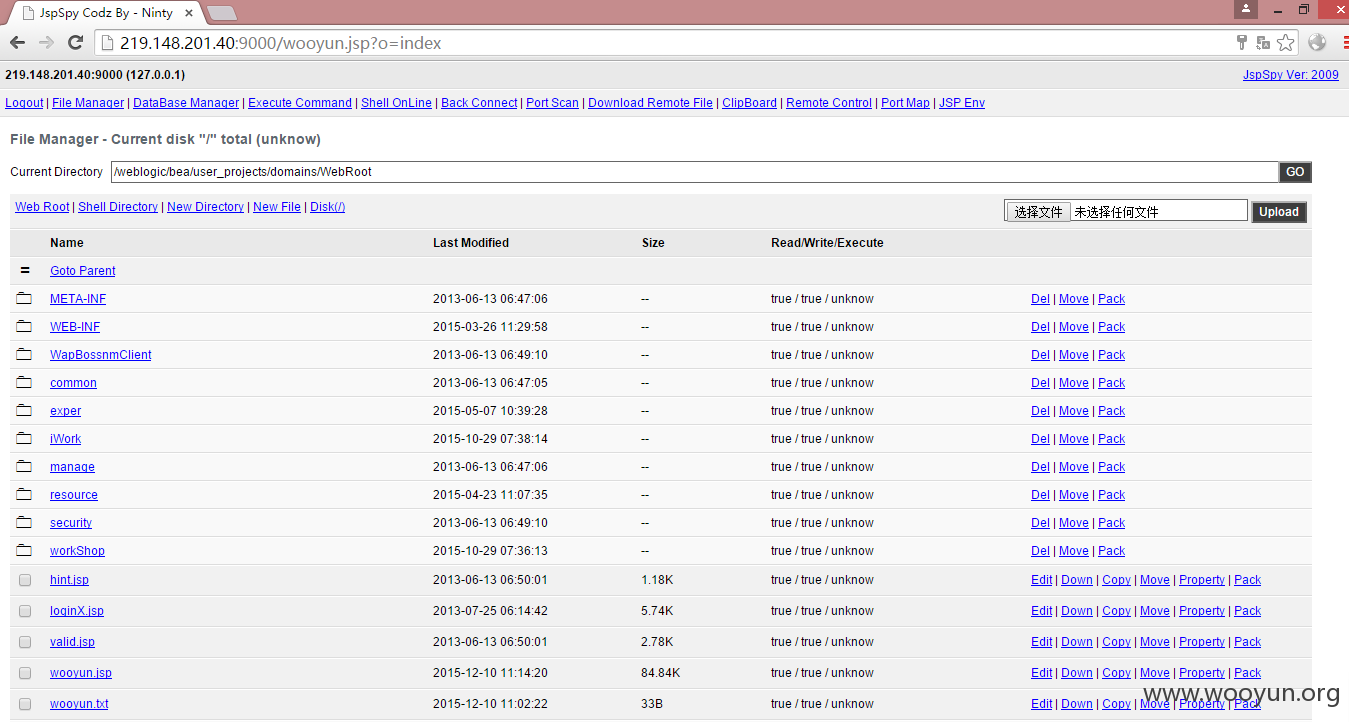 JspSpy Codz By - Ninty
219.148.201.40:9000/wooyun.jsp?o=index
219.148.201.40:9000 (127.0.0.1) JspSpy Ver: 2009
Logout | File Manager | DataBase Manager | Execute Command | Shell OnLine | Back Connect | Port Scan | Download Remote File | ClipBoard | Remote Control | Port Map | JSP Env
File Manager - Current disk "/" total (unknow)
Current Directory /weblogic/bea/user_projects/domains/WebRoot GO
Web Root | Shell Directory | New Directory | New File | Disk(/) 选择文件 未选择任何文件 Upload
Name Last Modified Size Read/Write/Execute
= Goto Parent
META-INF 2013-06-13 06:47:06 -- true / true / unknow Del | Move | Pack
WEB-INF 2015-03-26 11:29:58 -- true / true / unknow Del | Move | Pack
WapBossnmClient 2013-06-13 06:49:10 -- true / true / unknow Del | Move | Pack
common 2013-06-13 06:47:05 -- true / true / unknow Del | Move | Pack
exper 2015-05-07 10:39:28 -- true / true / unknow Del | Move | Pack
iWork 2015-10-29 07:38:14 -- true / true / unknow Del | Move | Pack
manage 2013-06-13 06:47:06 -- true / true / unknow Del | Move | Pack
resource 2015-04-23 11:07:35 -- true / true / unknow Del | Move | Pack
security 2013-06-13 06:49:10 -- true / true / unknow Del | Move | Pack
workShop 2015-10-29 07:36:13 -- true / true / unknow Del | Move | Pack
hint.jsp 2013-06-13 06:50:01 1.18K true / true / unknow Edit | Down | Copy | Move | Property | Pack
loginX.jsp 2013-07-25 06:14:42 5.74K true / true / unknow Edit | Down | Copy | Move | Property | Pack
valid.jsp 2013-06-13 06:50:01 2.78K true / true / unknow Edit | Down | Copy | Move | Property | Pack
wooyun.jsp 2015-12-10 11:14:20 84.84K true / true / unknow Edit | Down | Copy | Move | Property | Pack
wooyun.txt 2015-12-10 11:02:22 33B true / true / unknow Edit | Down | Copy | Move | Property | Pack
www.wooyun.org